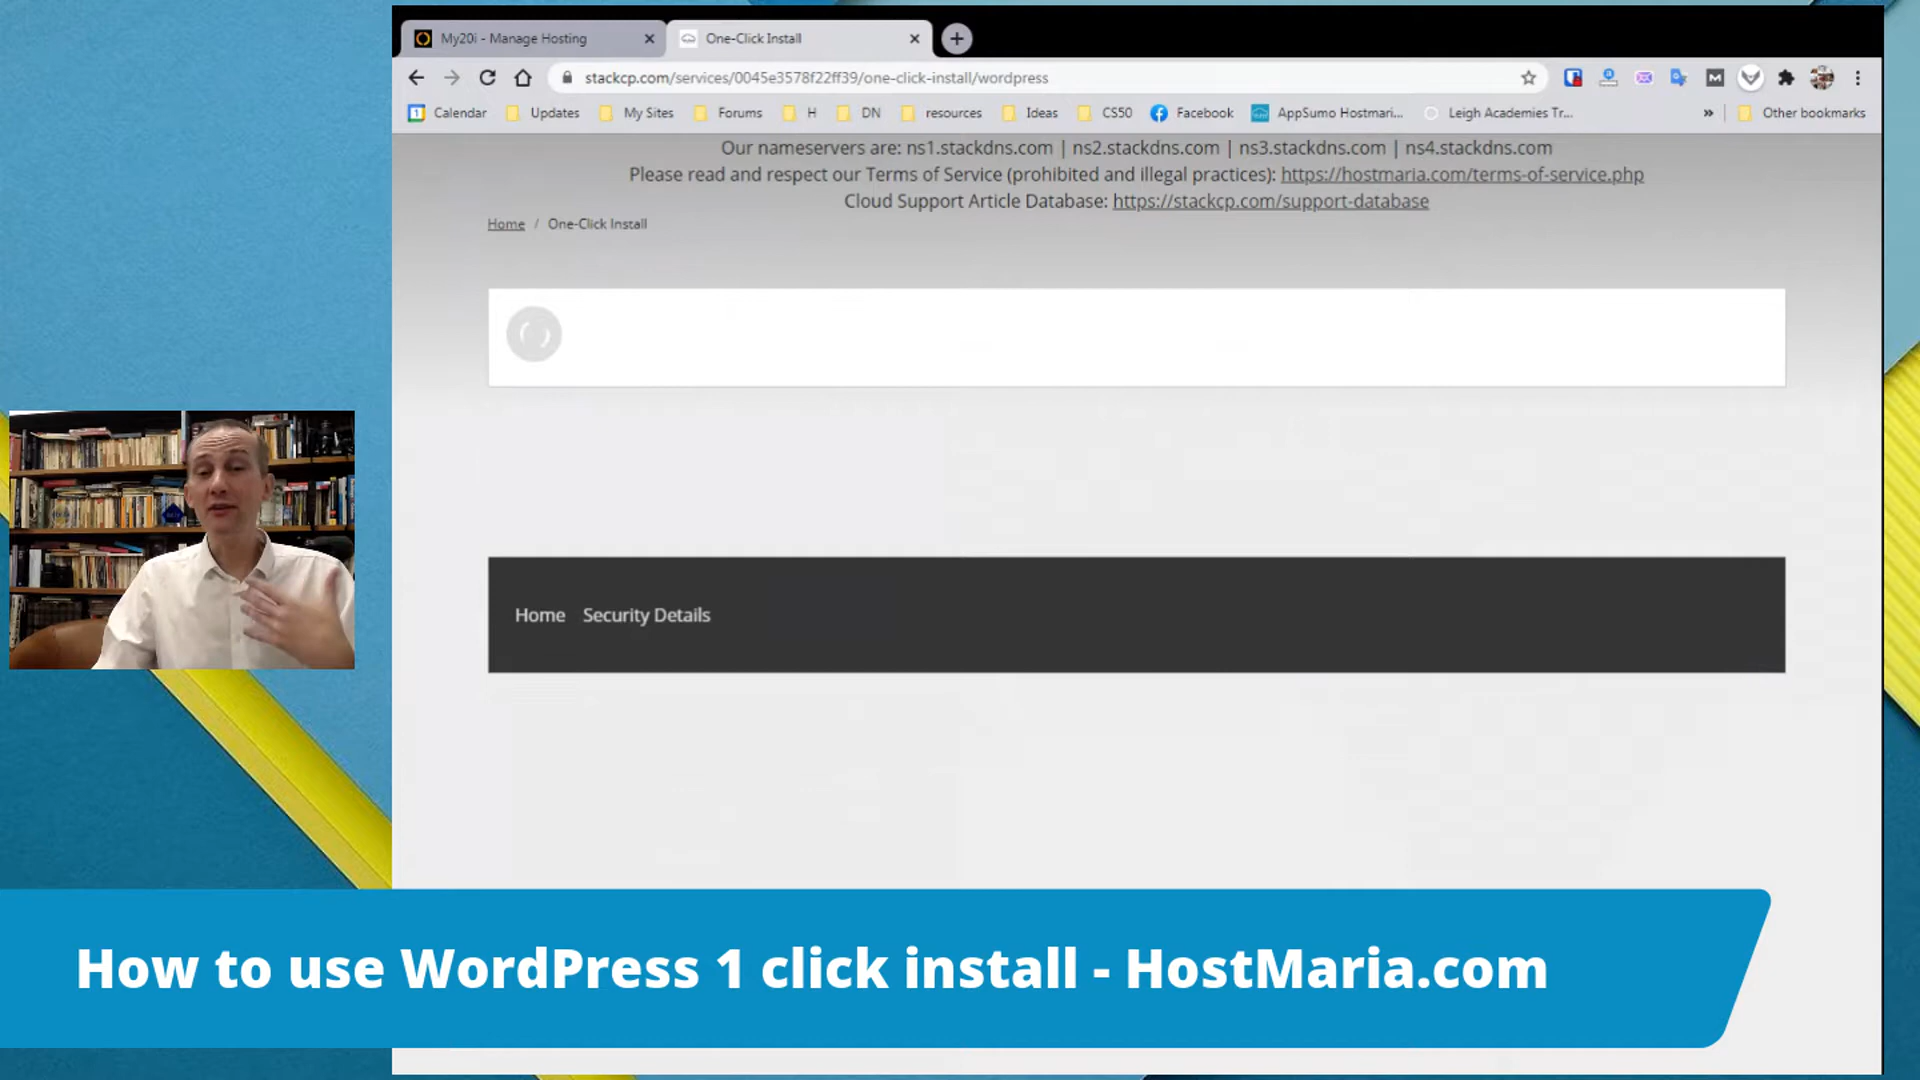 My20i - Manage Hosting
One-Click Install
stackcp.com/services/0045e3578f22ff39/one-click-install/wordpress
Calendar Updates My Sites Forums H DN resources Ideas CS50 Facebook AppSumo Hostmari... Leigh Academies Tr... » Other bookmarks
Our nameservers are: ns1.stackdns.com | ns2.stackdns.com | ns3.stackdns.com | ns4.stackdns.com
Please read and respect our Terms of Service (prohibited and illegal practices): https://hostmaria.com/terms-of-service.php
Cloud Support Article Database: https://stackcp.com/support-database
Home / One-Click Install
Home Security Details
How to use WordPress 1 click install - HostMaria.com